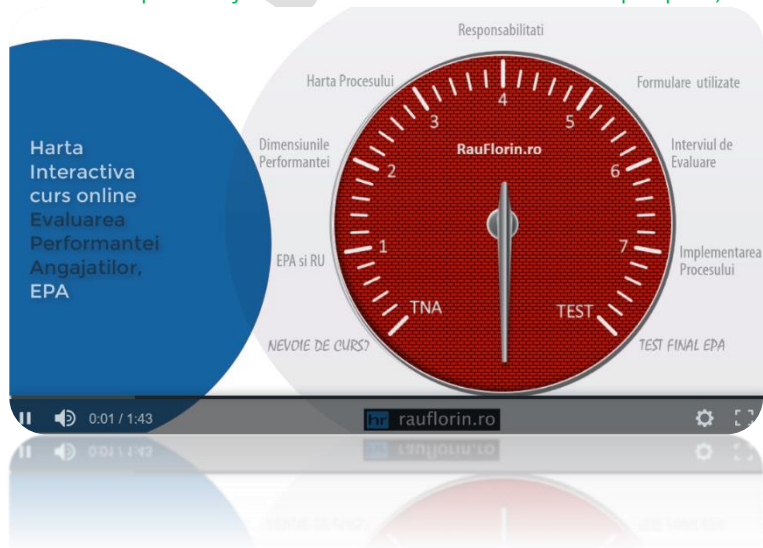 Harta
Interactiva
curs online
Evaluarea
Performantei
Angajatilor,
EPA
Responsabilitati
Harta Procesului
Formulare utilizate
Dimensiunile
Performantei
Interviul de
Evaluare
EPA si RU
Implementarea
Procesului
NEVOIE DE CURS?
TEST FINAL EPA
RauFlorin.ro
1
2
3
4
5
6
7
TNA
TEST
0:01 / 1:43
hr rauflorin.ro